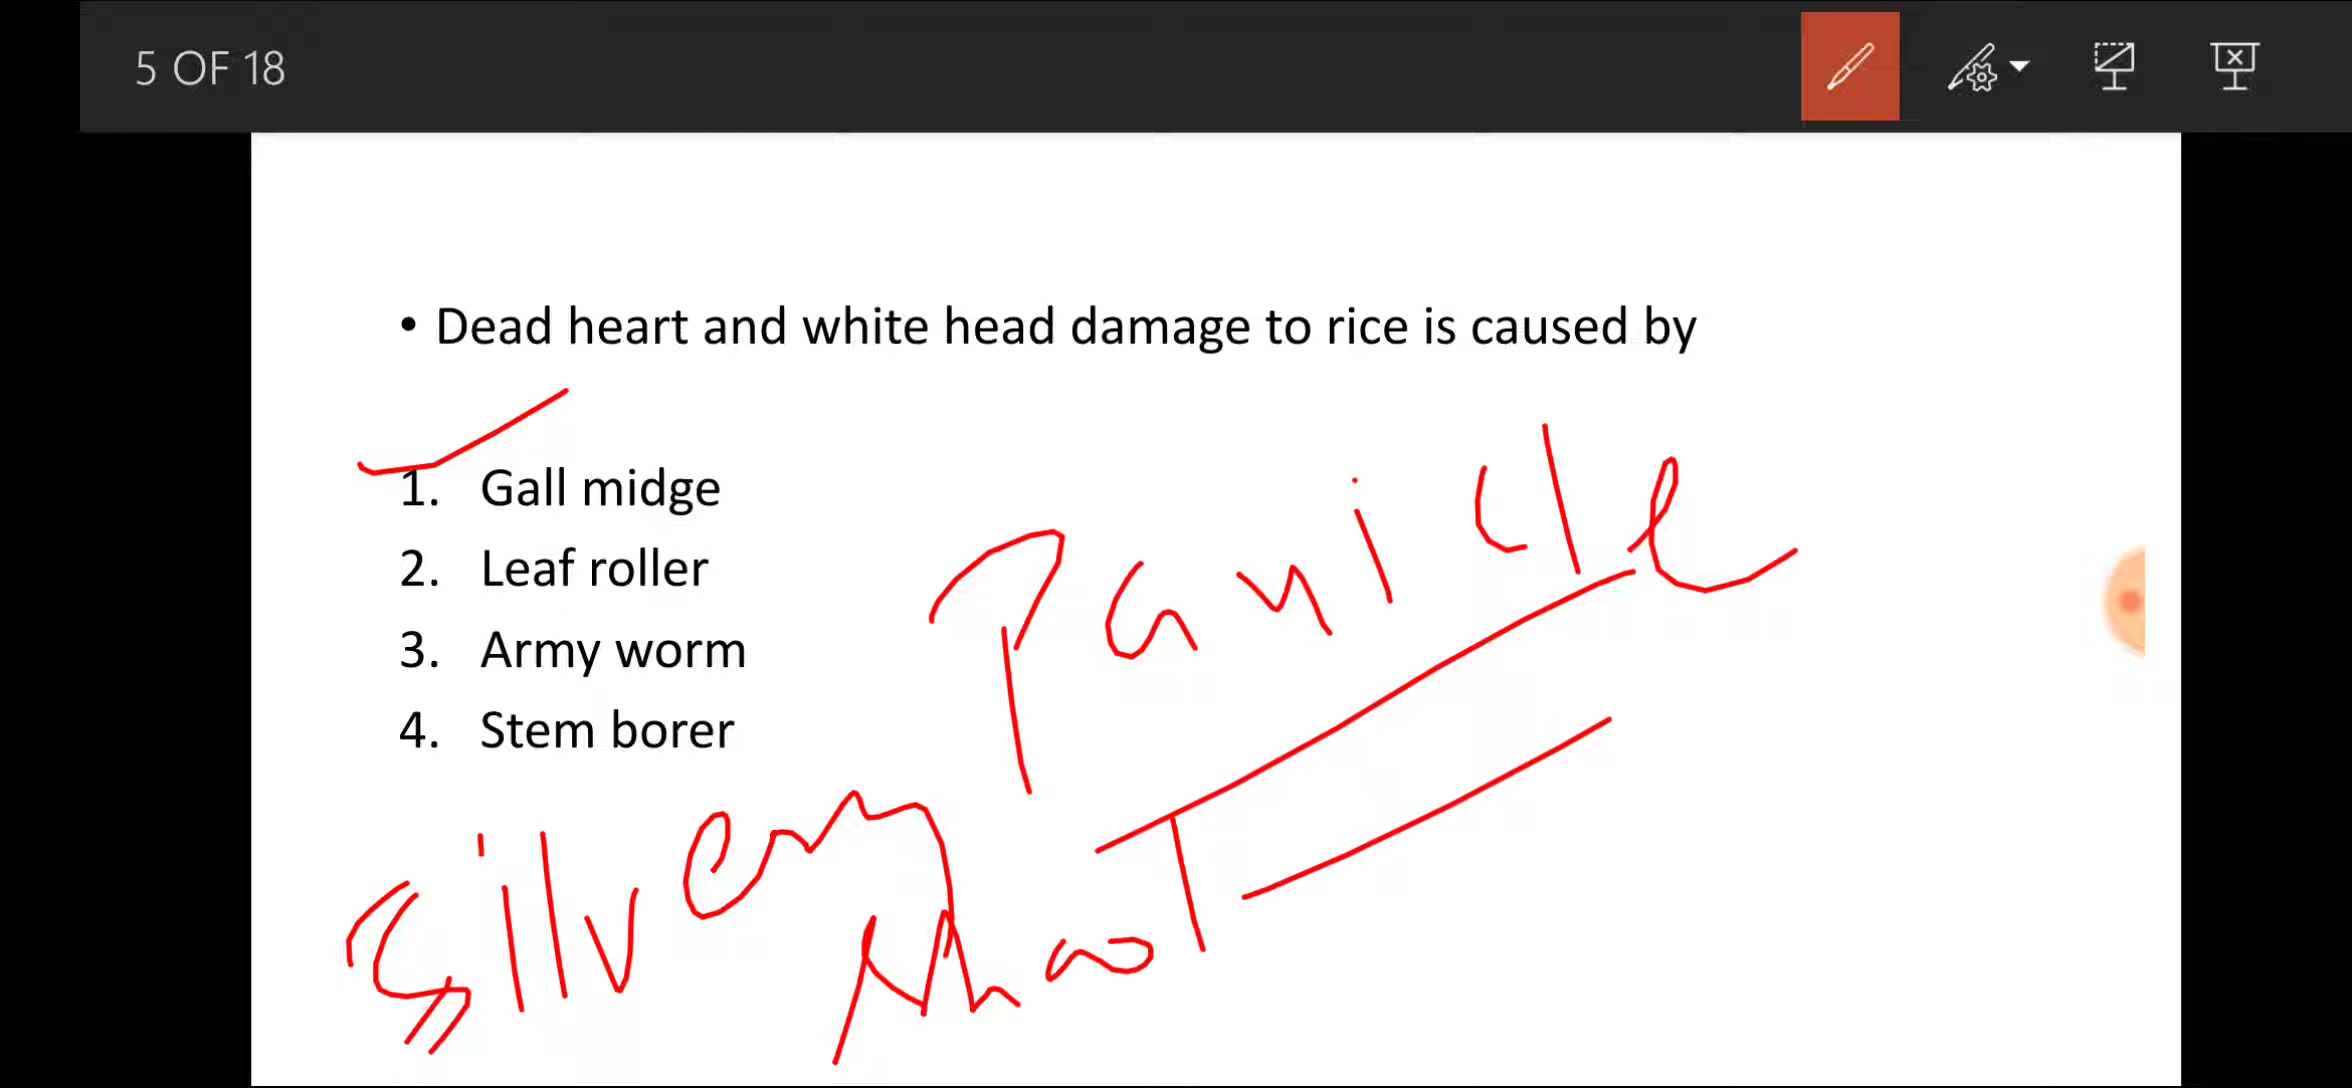 5 OF 18
• Dead heart and white head damage to rice is caused by
1. Gall midge
2. Leaf roller
3. Army worm
4. Stem borer
Panicle
Silver
shoot